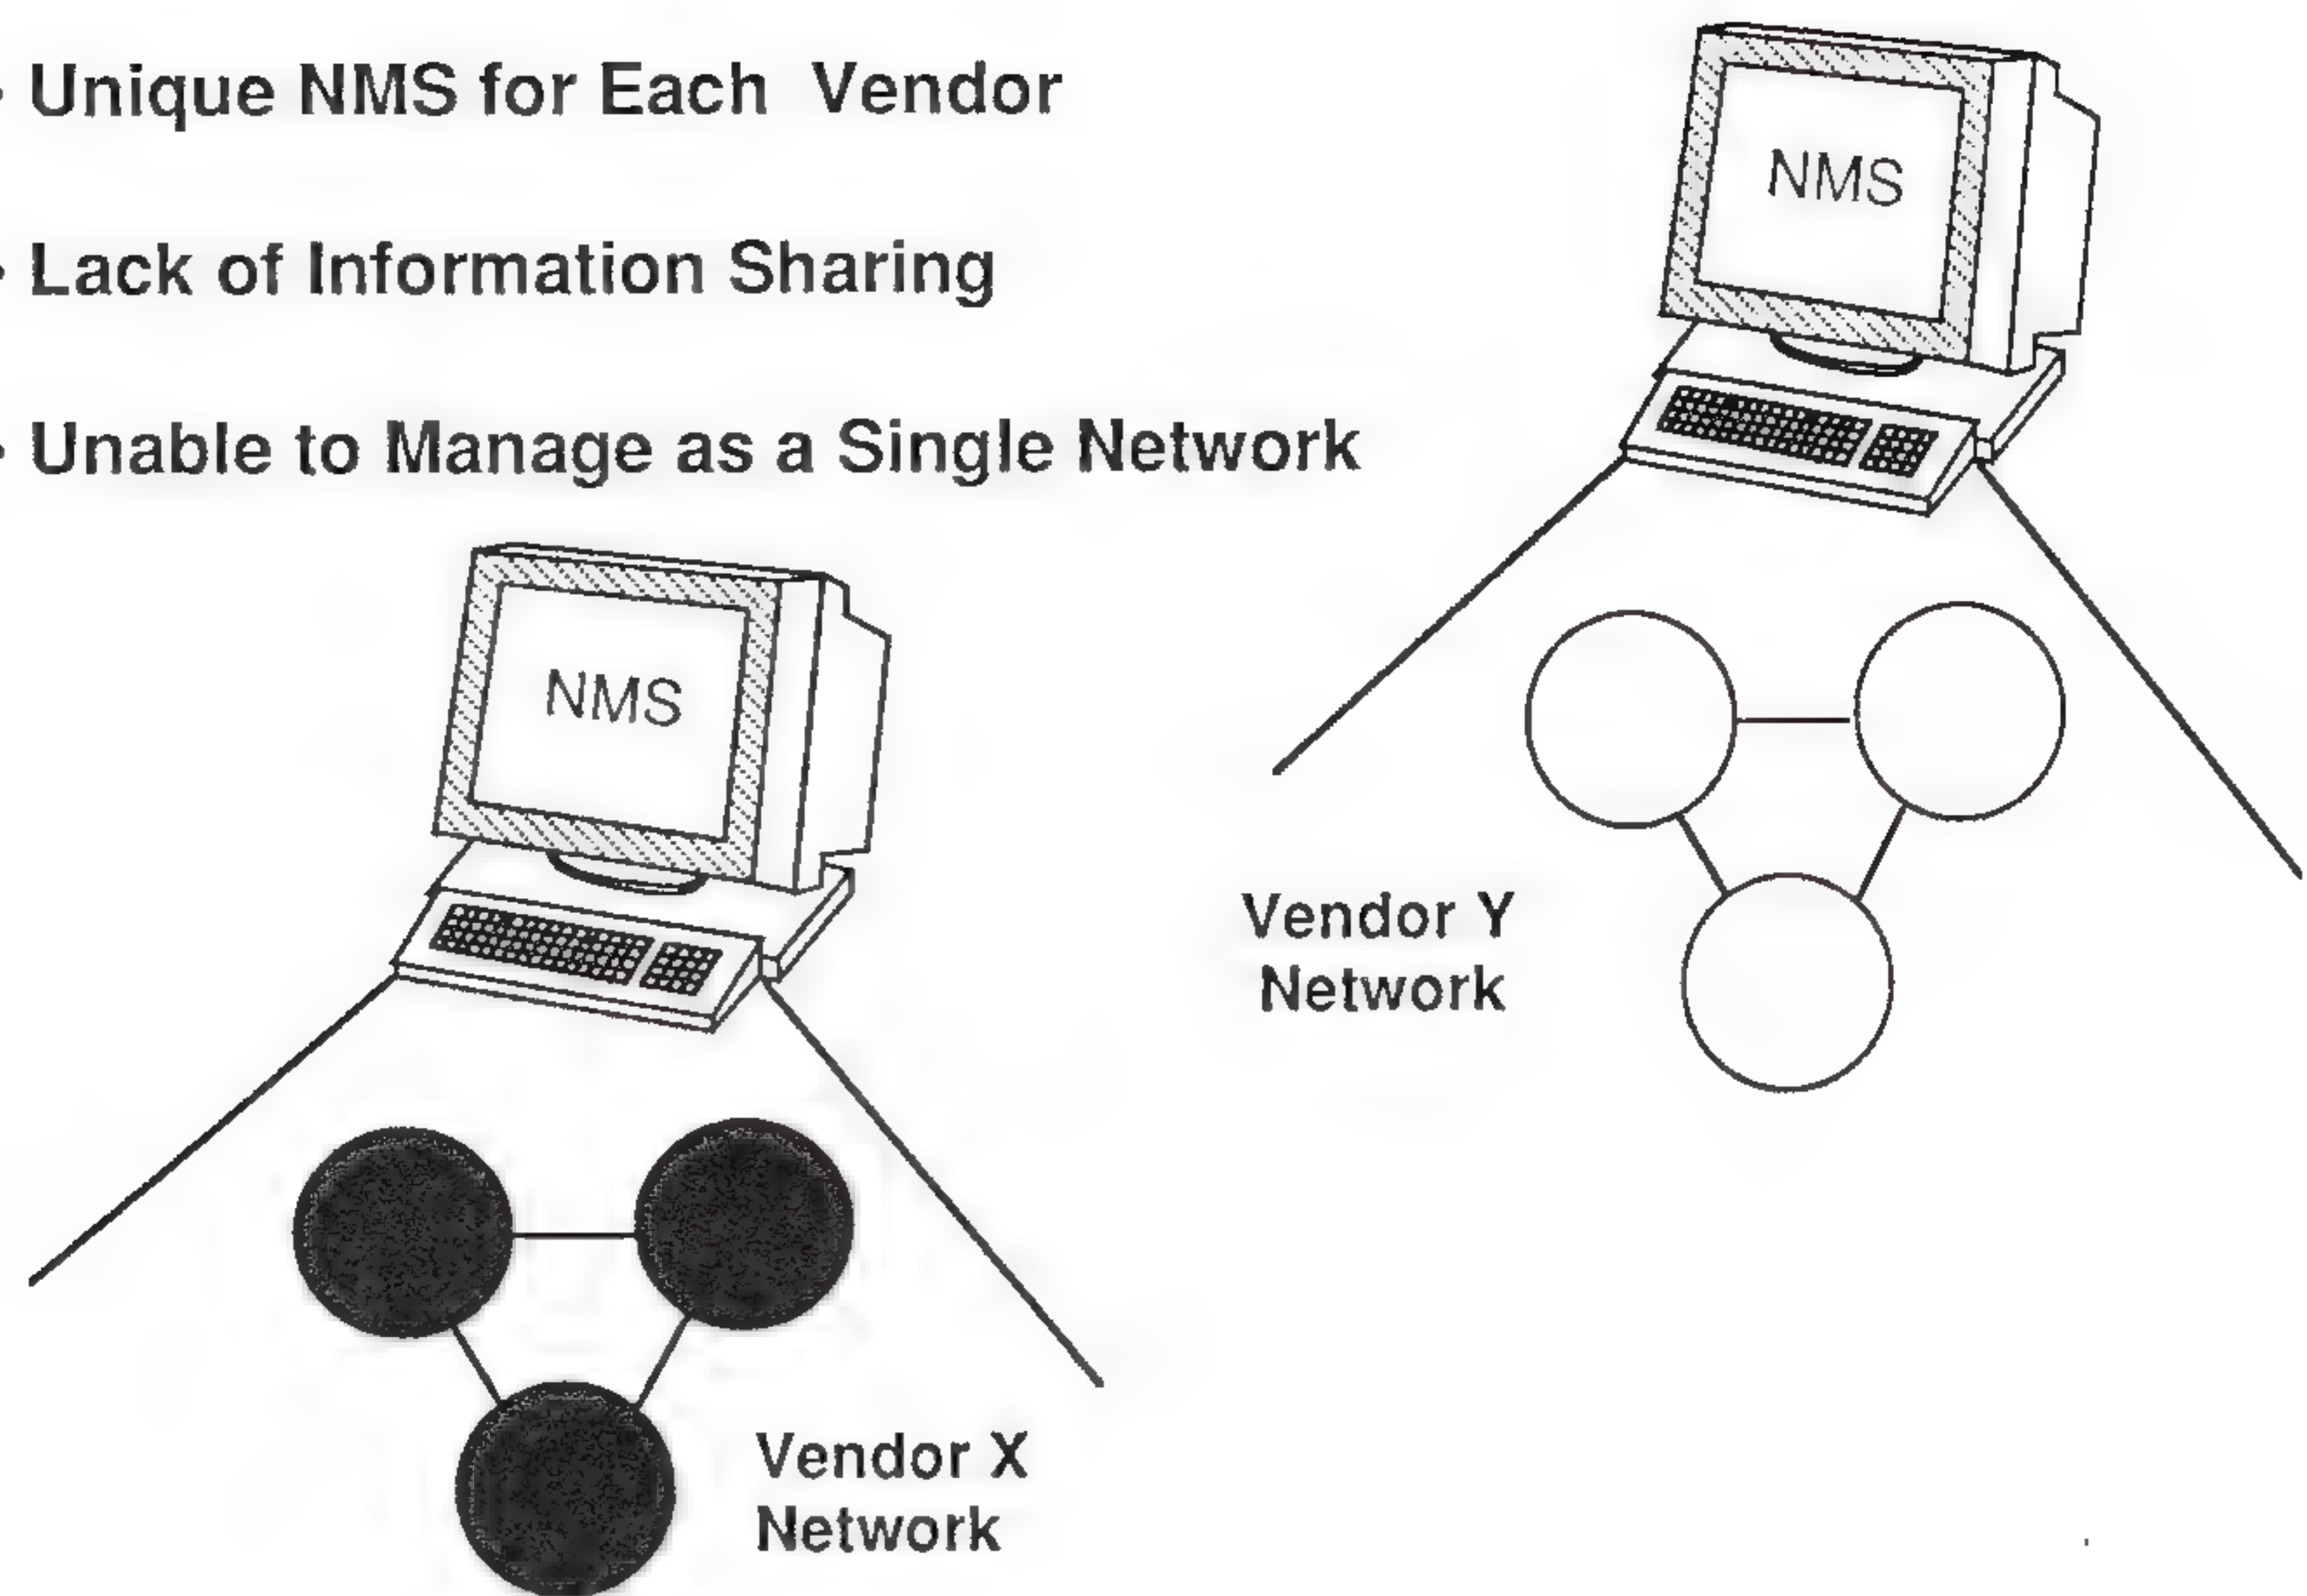 • Unique NMS for Each Vendor
• Lack of Information Sharing
• Unable to Manage as a Single Network
NMS
NMS
Vendor Y
Network
Vendor X
Network